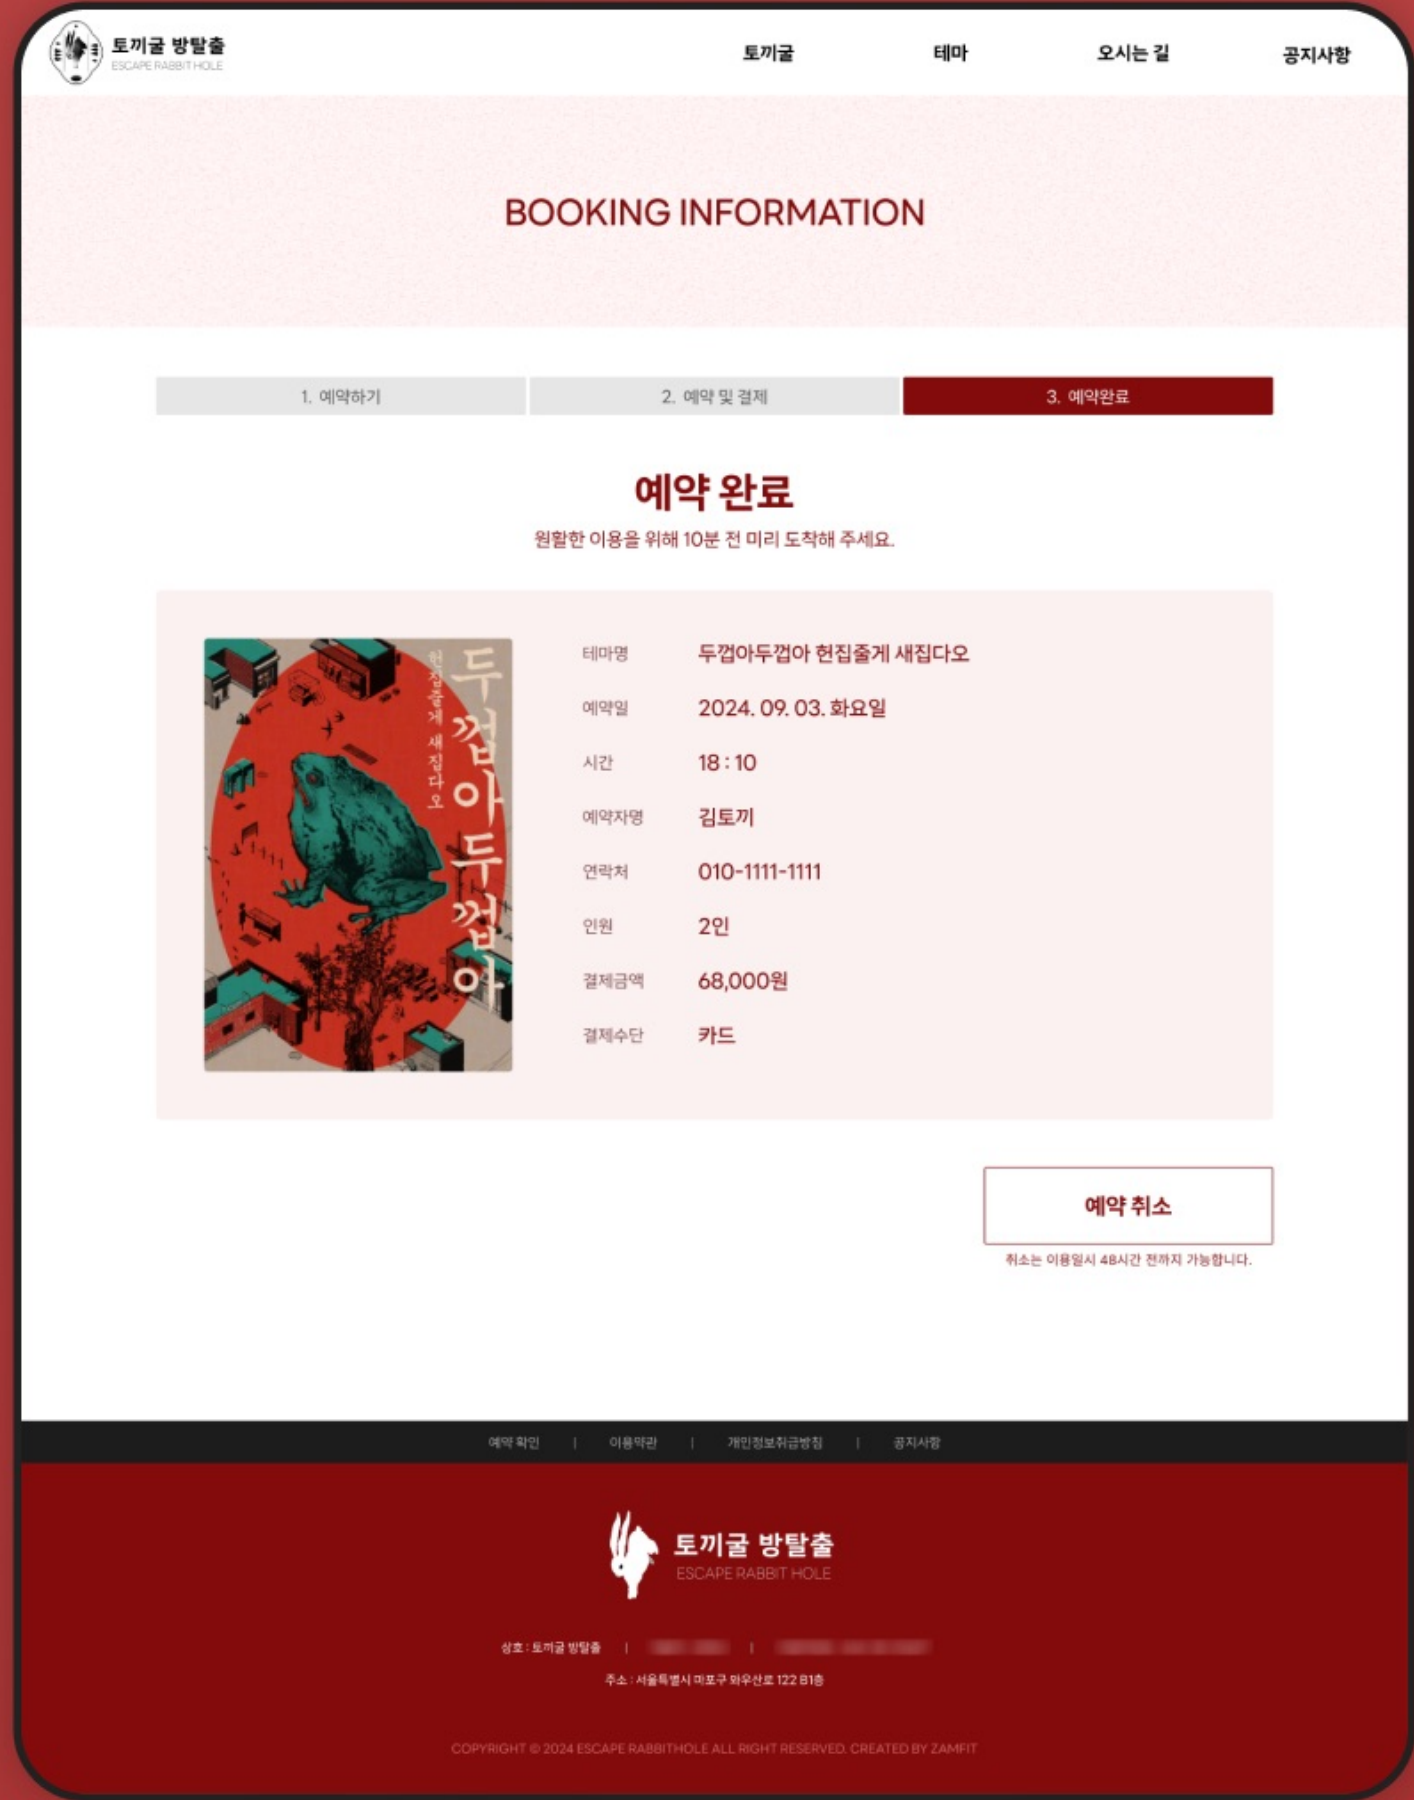 토끼굴 방탈출
ESCAPE RABBIT HOLE
토끼굴 테마 오시는 길 공지사항
BOOKING INFORMATION
1. 예약하기 2. 예약 및 결제 3. 예약완료
예약 완료
원활한 이용을 위해 10분 전 미리 도착해 주세요.
두껍아두껍아
헌집줄게 새집다오
테마명 두껍아두껍아 헌집줄게 새집다오
예약일 2024. 09. 03. 화요일
시간 18 : 10
예약자명 김토끼
연락처 010-1111-1111
인원 2인
결제금액 68,000원
결제수단 카드
예약 취소
취소는 이용일시 48시간 전까지 가능합니다.
예약 확인 | 이용약관 | 개인정보취급방침 | 공지사항
토끼굴 방탈출
ESCAPE RABBIT HOLE
상호 : 토끼굴 방탈출 | |
주소 : 서울특별시 마포구 와우산로 122 B1층
COPYRIGHT © 2024 ESCAPE RABBITHOLE ALL RIGHT RESERVED. CREATED BY ZAMFIT